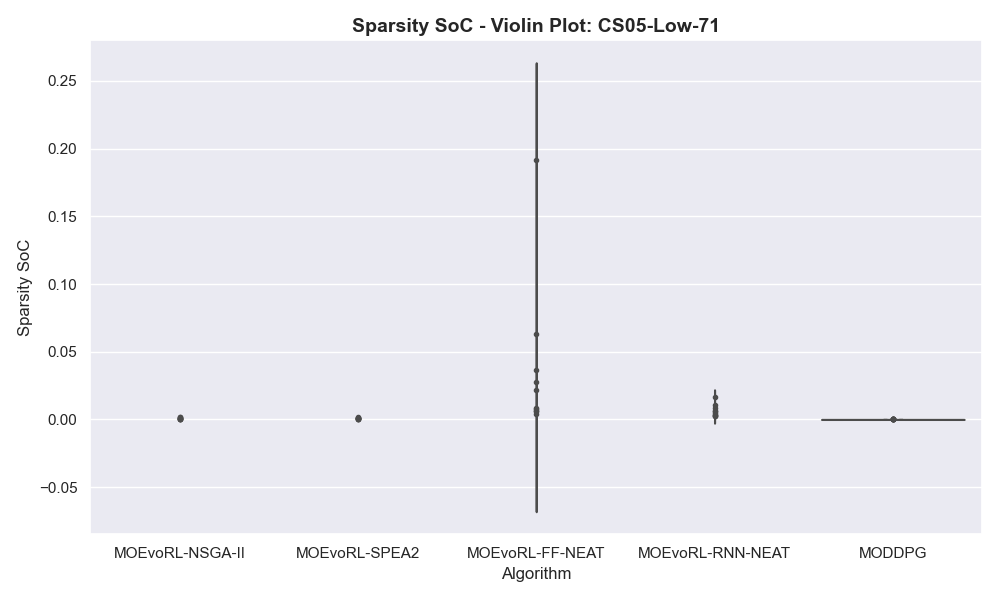 Sparsity SoC - Violin Plot: CS05-Low-71
Sparsity SoC
0.25
0.20
0.15
0.10
0.05
0.00
−0.05
MOEvoRL-NSGA-II MOEvoRL-SPEA2 MOEvoRL-FF-NEAT MOEvoRL-RNN-NEAT MODDPG
Algorithm